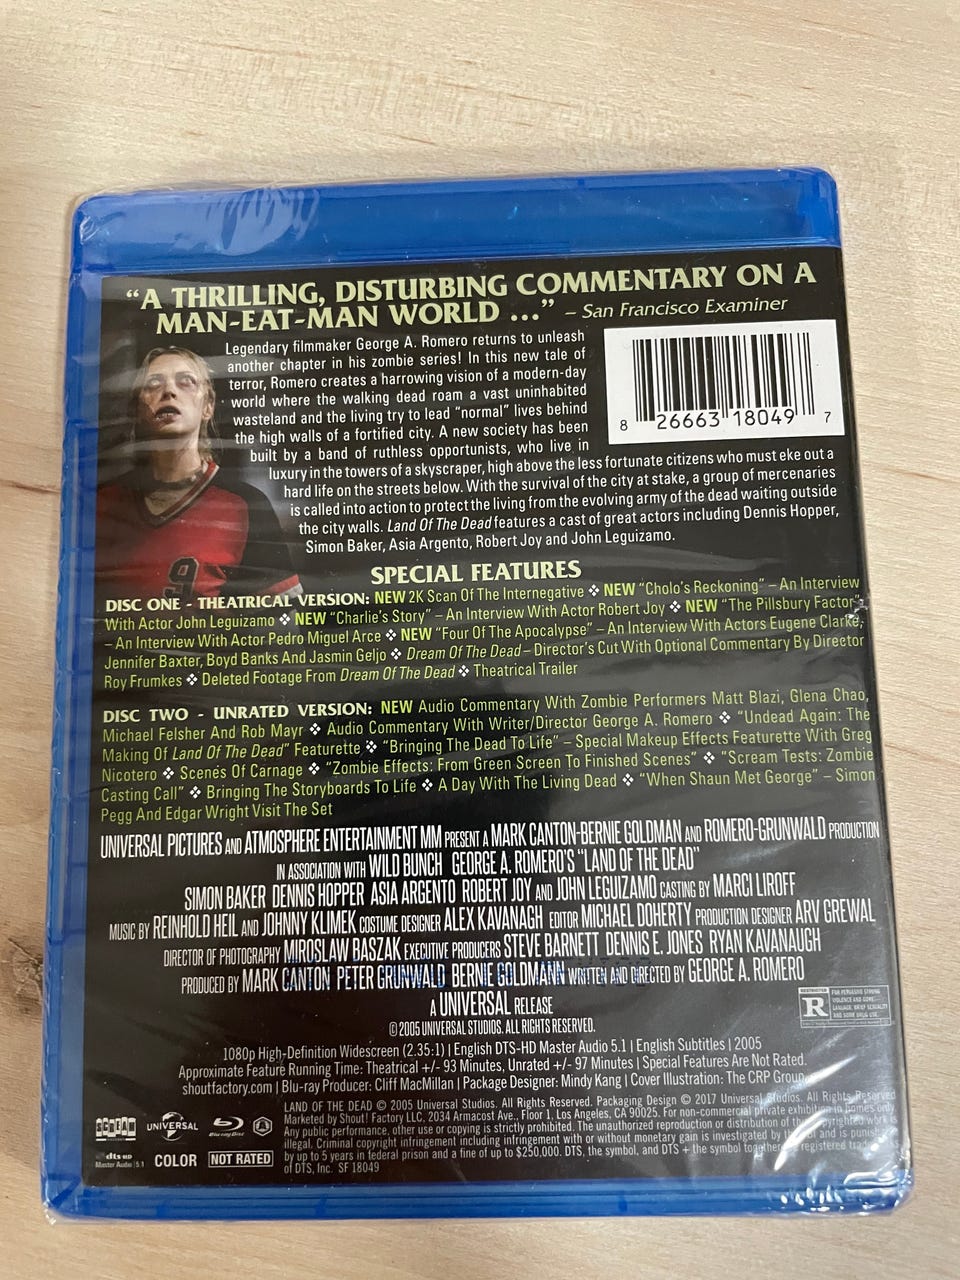 “A THRILLING, DISTURBING COMMENTARY ON A
MAN-EAT-MAN WORLD ...” – San Francisco Examiner
Legendary filmmaker George A. Romero returns to unleash
another chapter in his zombie series! In this new tale of
terror, Romero creates a harrowing vision of a modern-day
world where the walking dead roam a vast uninhabited
wasteland and the living try to lead “normal” lives behind
the high walls of a fortified city. A new society has been
built by a band of ruthless opportunists, who live in
luxury in the towers of a skyscraper, high above the less fortunate citizens who must eke out a
hard life on the streets below. With the survival of the city at stake, a group of mercenaries
is called into action to protect the living from the evolving army of the dead waiting outside
the city walls. Land Of The Dead features a cast of great actors including Dennis Hopper,
Simon Baker, Asia Argento, Robert Joy and John Leguizamo.
8 26663 18049 7
9
SPECIAL FEATURES
DISC ONE - THEATRICAL VERSION: NEW 2K Scan Of The Internegative ❖ NEW “Cholo's Reckoning” – An Interview
With Actor John Leguizamo ❖ NEW “Charlie's Story” – An Interview With Actor Robert Joy ❖ NEW “The Pillsbury Factor”
– An Interview With Actor Pedro Miguel Arce ❖ NEW “Four Of The Apocalypse” – An Interview With Actors Eugene Clarke,
Jennifer Baxter, Boyd Banks And Jasmin Geljo ❖ Dream Of The Dead – Director's Cut With Optional Commentary By Director
Roy Frumkes ❖ Deleted Footage From Dream Of The Dead ❖ Theatrical Trailer
DISC TWO - UNRATED VERSION: NEW Audio Commentary With Zombie Performers Matt Blazi, Glena Chao,
Michael Felsher And Rob Mayr ❖ Audio Commentary With Writer/Director George A. Romero ❖ “Undead Again: The
Making Of Land Of The Dead” Featurette ❖ “Bringing The Dead To Life” – Special Makeup Effects Featurette With Greg
Nicotero ❖ Scenes Of Carnage ❖ “Zombie Effects: From Green Screen To Finished Scenes” ❖ “Scream Tests: Zombie
Casting Call” ❖ Bringing The Storyboards To Life ❖ A Day With The Living Dead ❖ “When Shaun Met George” – Simon
Pegg And Edgar Wright Visit The Set
UNIVERSAL PICTURES AND ATMOSPHERE ENTERTAINMENT MM PRESENT A MARK CANTON-BERNIE GOLDMAN AND ROMERO-GRUNWALD PRODUCTION
IN ASSOCIATION WITH WILD BUNCH GEORGE A. ROMERO'S “LAND OF THE DEAD”
SIMON BAKER DENNIS HOPPER ASIA ARGENTO ROBERT JOY AND JOHN LEGUIZAMO CASTING BY MARCI LIROFF
MUSIC BY REINHOLD HEIL AND JOHNNY KLIMEK COSTUME DESIGNER ALEX KAVANAGH EDITOR MICHAEL DOHERTY PRODUCTION DESIGNER ARV GREWAL
DIRECTOR OF PHOTOGRAPHY MIROSLAW BASZAK EXECUTIVE PRODUCERS STEVE BARNETT DENNIS E. JONES RYAN KAVANAUGH
PRODUCED BY MARK CANTON PETER GRUNWALD BERNIE GOLDMANN WRITTEN AND DIRECTED BY GEORGE A. ROMERO
A UNIVERSAL RELEASE
© 2005 UNIVERSAL STUDIOS. ALL RIGHTS RESERVED.
RESTRICTED
R
FOR PERVASIVE STRONG
VIOLENCE AND GORE,
LANGUAGE, BRIEF SEXUALITY
AND SOME DRUG USE.
1080p High-Definition Widescreen (2.35:1) | English DTS-HD Master Audio 5.1 | English Subtitles | 2005
Approximate Feature Running Time: Theatrical +/- 93 Minutes, Unrated +/- 97 Minutes | Special Features Are Not Rated.
shoutfactory.com | Blu-ray Producer: Cliff MacMillan | Package Designer: Mindy Kang | Cover Illustration: The CRP Group
SCREAM
UNIVERSAL
Blu-ray Disc
dts HD
Master Audio | 5.1
COLOR
NOT RATED
LAND OF THE DEAD © 2005 Universal Studios. All Rights Reserved. Packaging Design © 2017 Universal Studios. All Rights Reserved.
Marketed by Shout! Factory LLC, 2034 Armacost Ave., Floor 1, Los Angeles, CA 90025. For non-commercial private exhibition in homes only.
Any public performance, other use or copying is strictly prohibited. The unauthorized reproduction or distribution of this copyrighted work is
illegal. Criminal copyright infringement including infringement with or without monetary gain is investigated by and is punish
by up to 5 years in federal prison and a fine of up to $250,000. DTS, the symbol, and DTS + the symbol together registered
of DTS, Inc. SF 18049